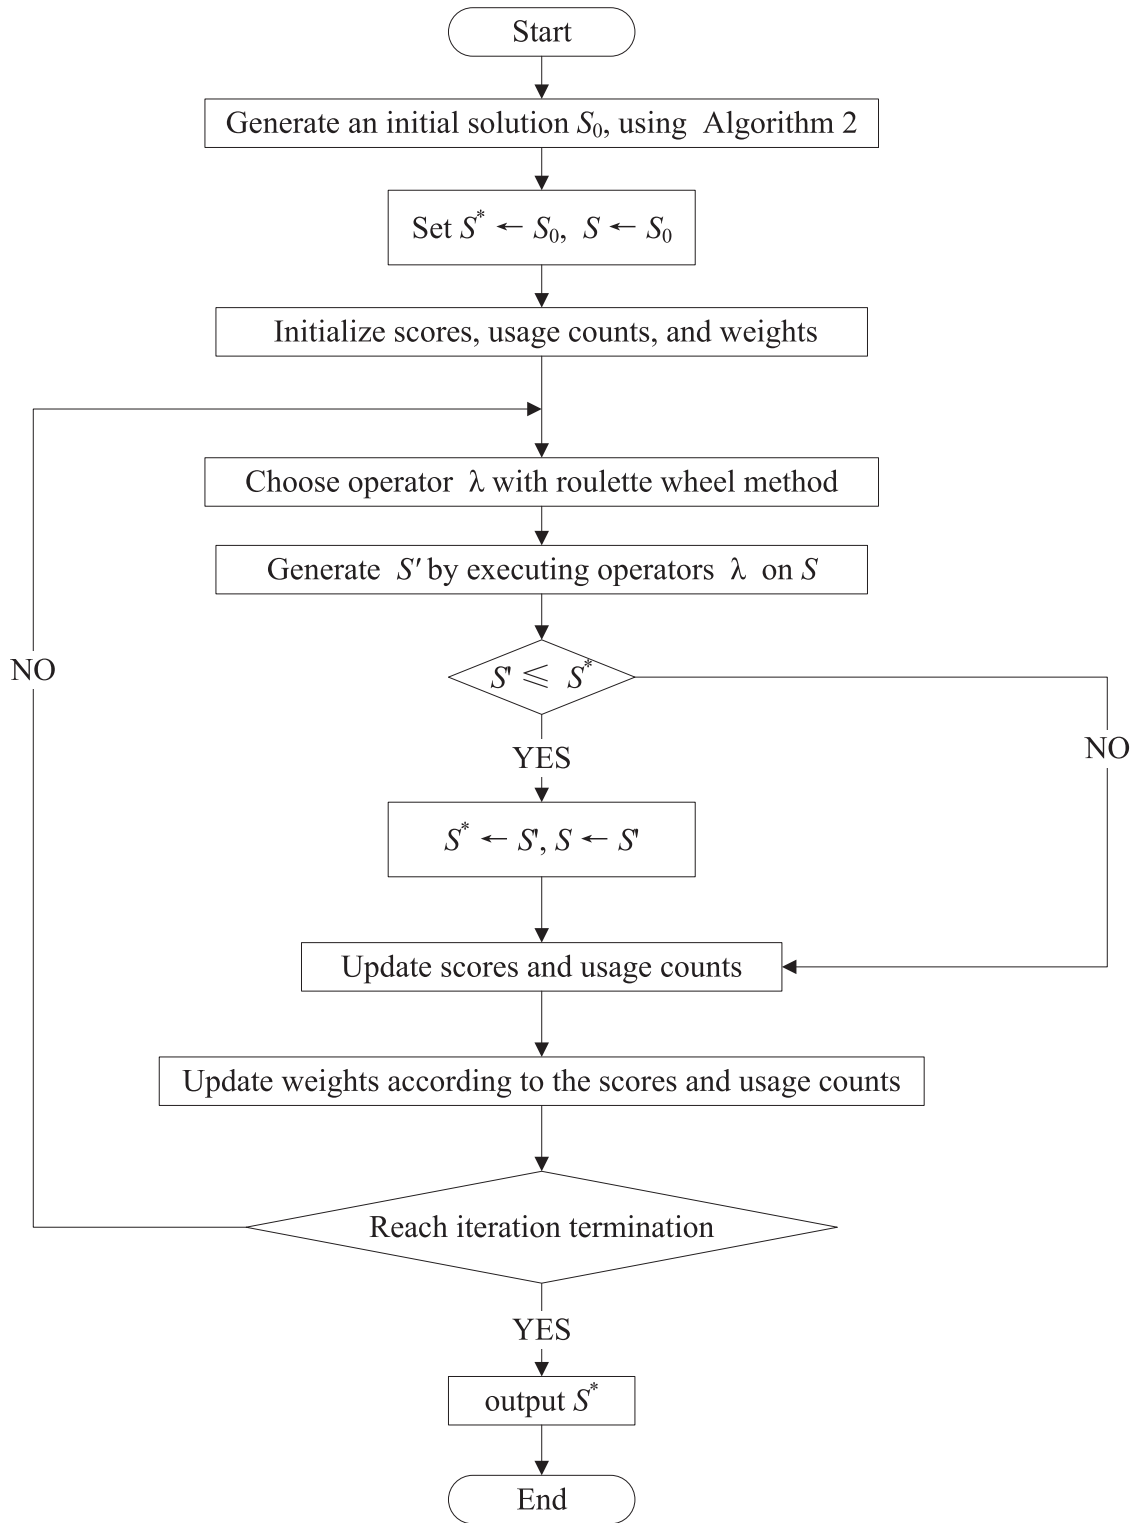 Start
Generate an initial solution S₀, using Algorithm 2
Set S* ← S₀, S ← S₀
Initialize scores, usage counts, and weights
Choose operator λ with roulette wheel method
Generate S' by executing operators λ on S
NO
S' ⩽ S*
NO
YES
S* ← S', S ← S'
Update scores and usage counts
Update weights according to the scores and usage counts
Reach iteration termination
YES
output S*
End